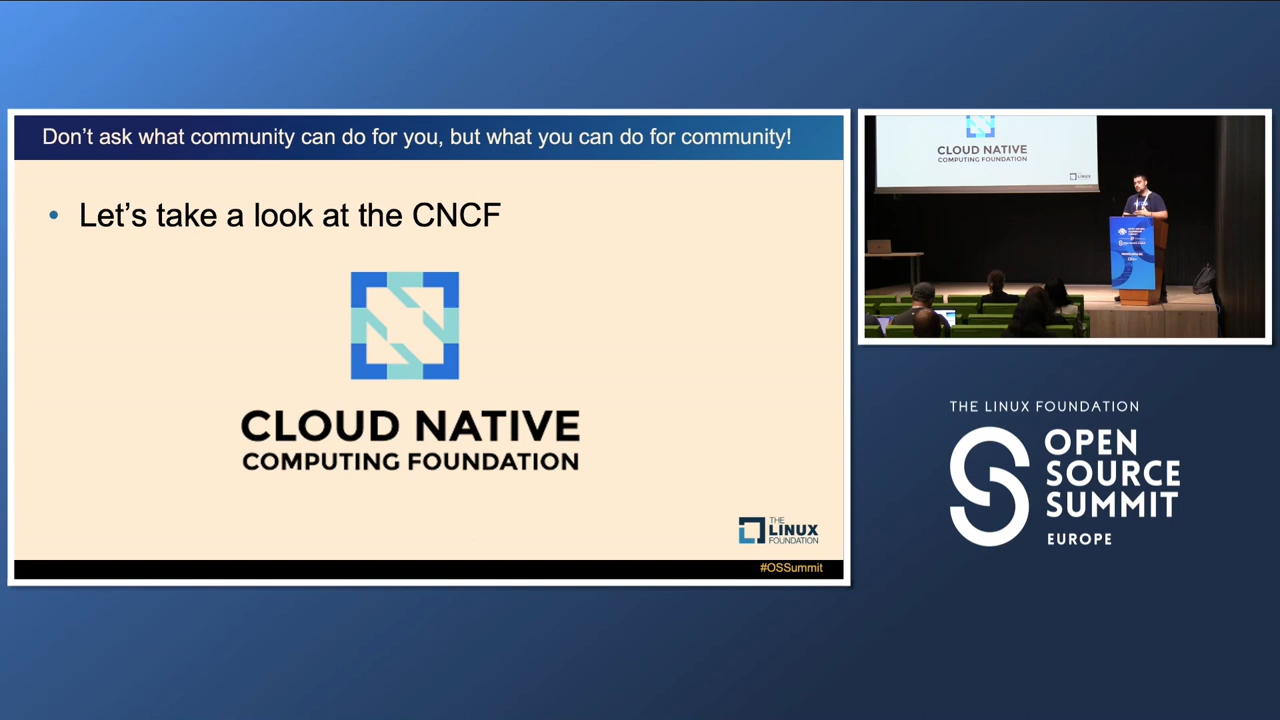 Don't ask what community can do for you, but what you can do for community!
• Let's take a look at the CNCF
CLOUD NATIVE
COMPUTING FOUNDATION
THE
LINUX
FOUNDATION
#OSSummit
CLOUD NATIVE
COMPUTING FOUNDATION
LINUX
THE LINUX FOUNDATION
OPEN
SOURCE
SUMMIT
EUROPE